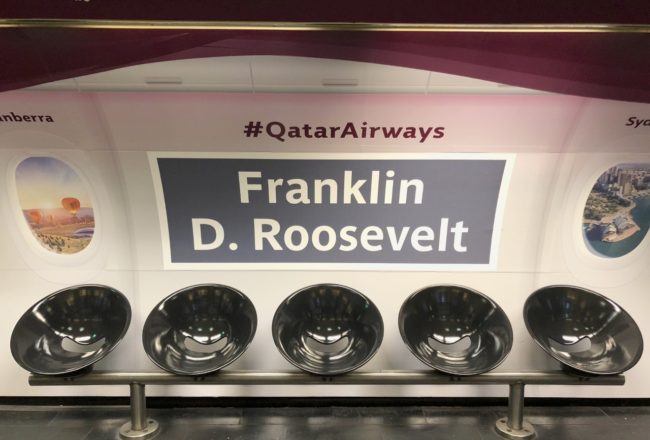 #QatarAirways
Franklin
D. Roosevelt